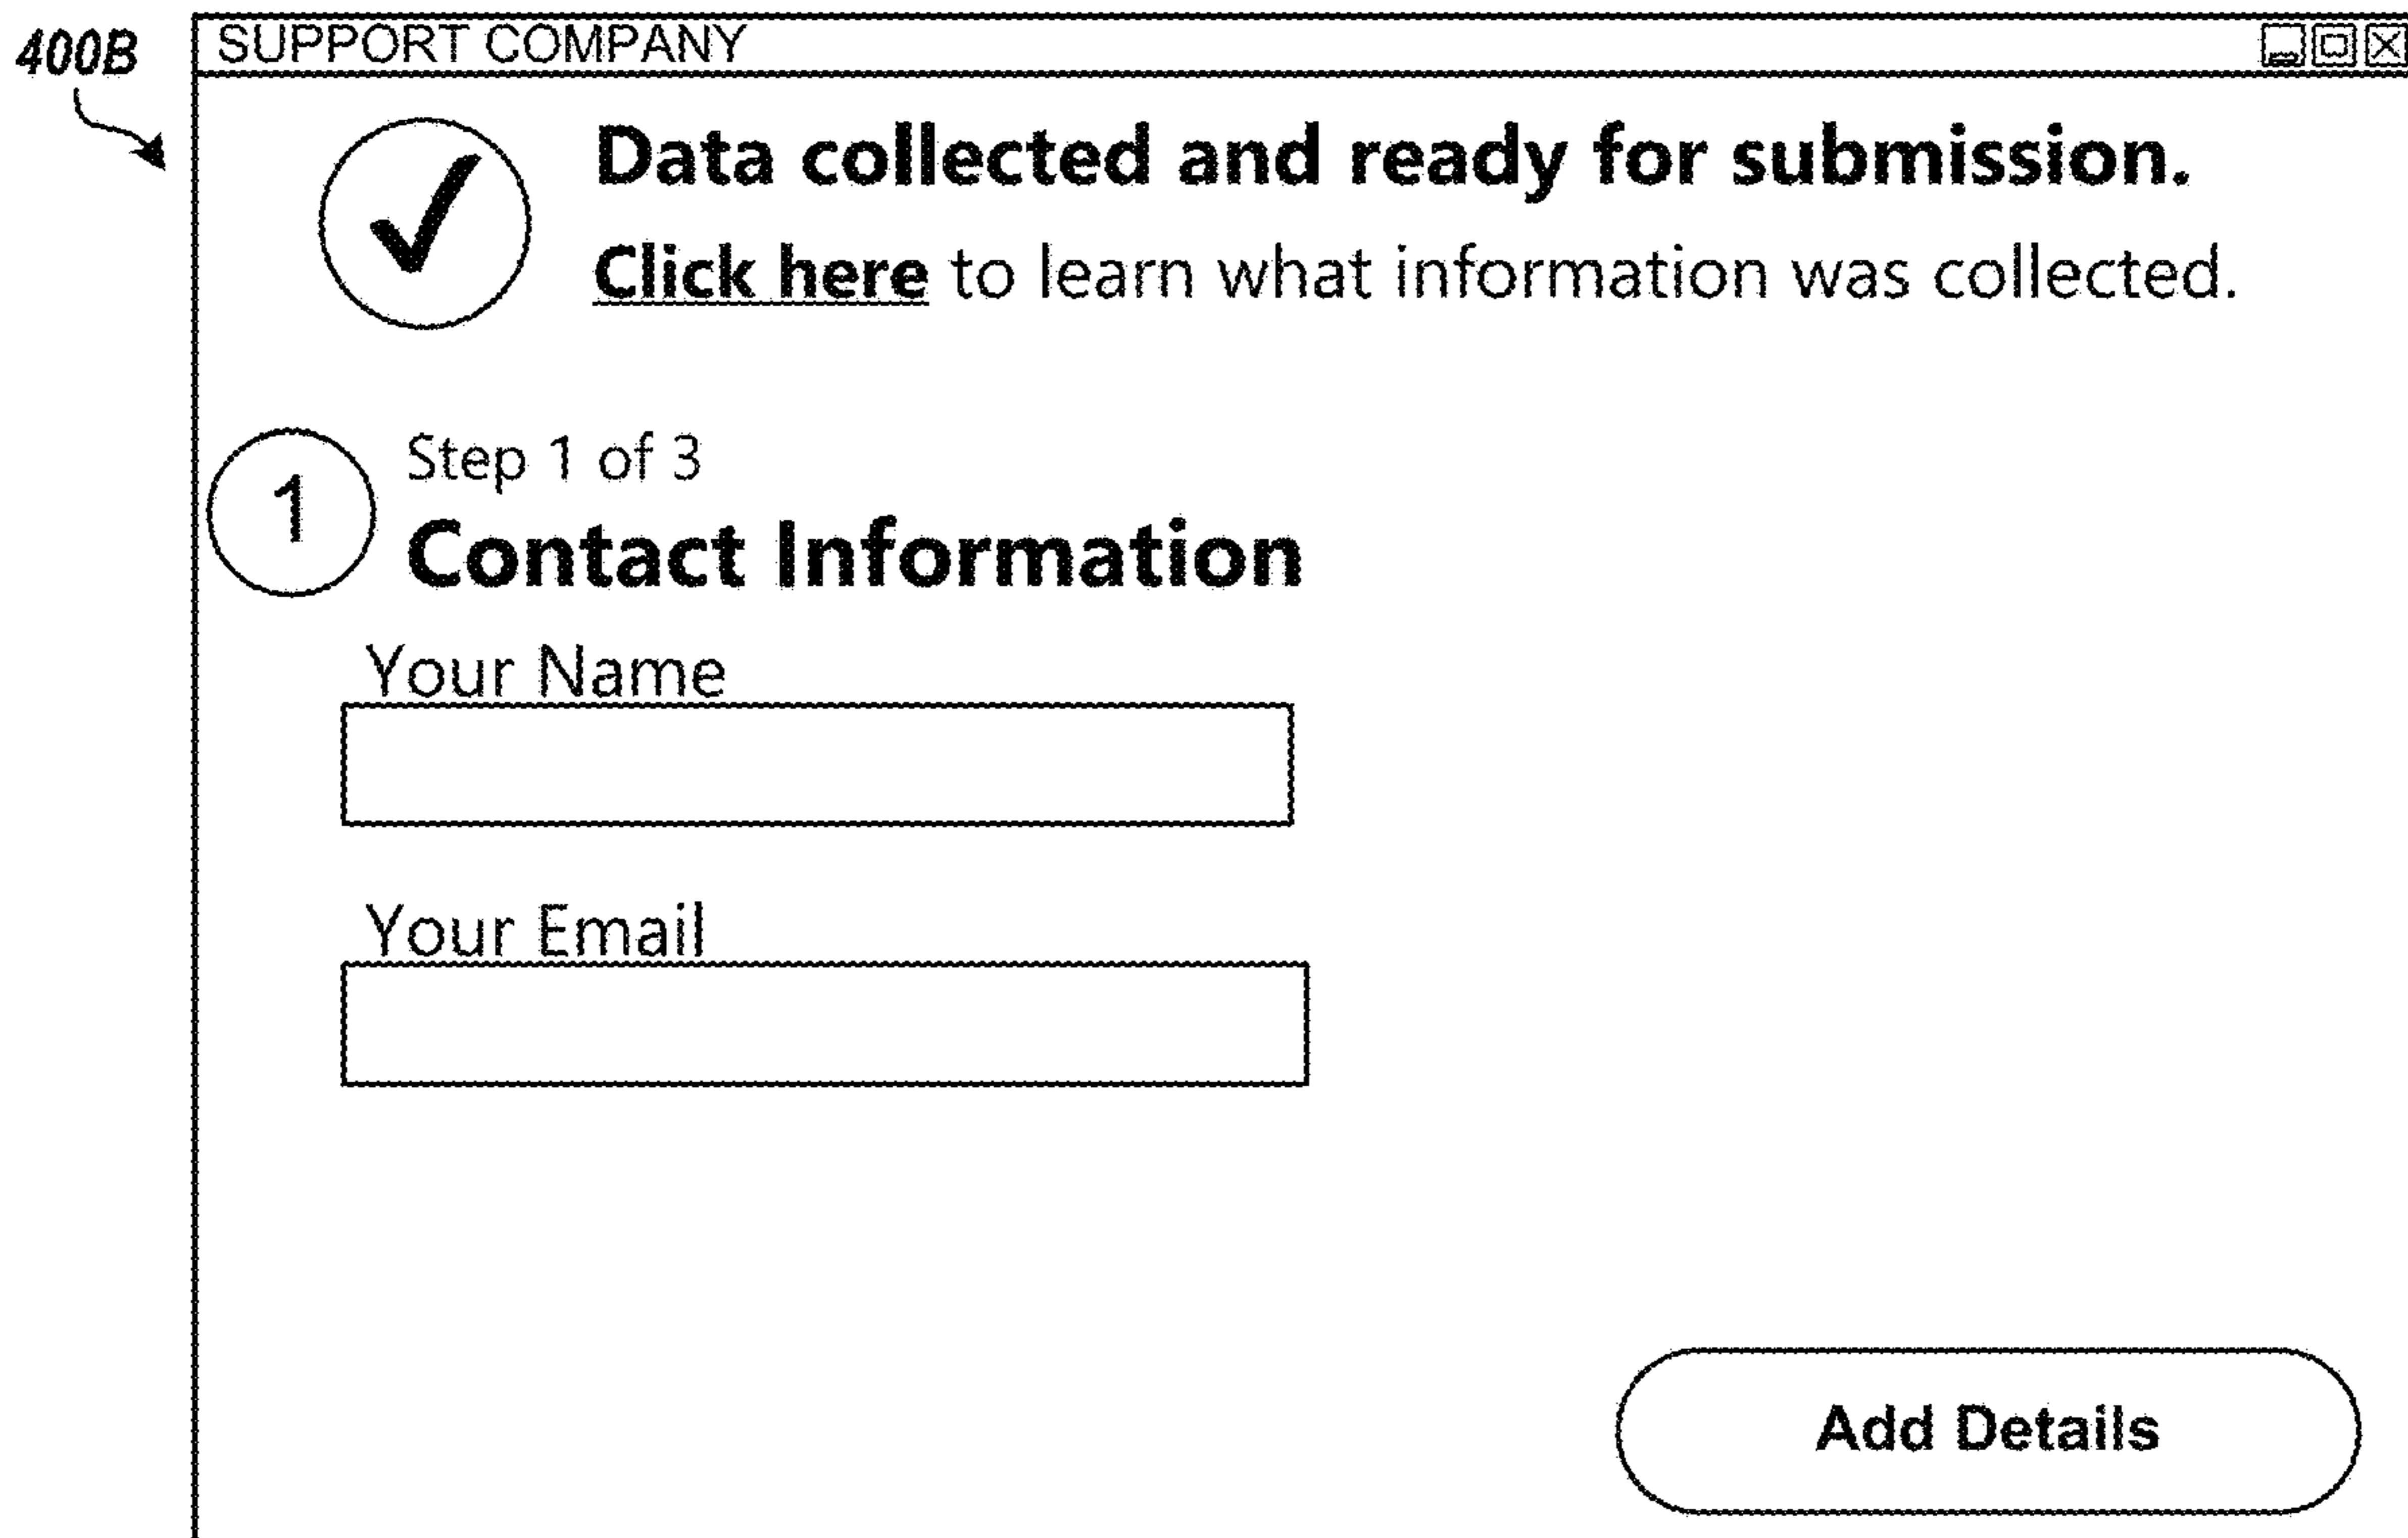 400B
SUPPORT COMPANY
Data collected and ready for submission.
Click here to learn what information was collected.
1
Step 1 of 3
Contact Information
Your Name
Your Email
Add Details